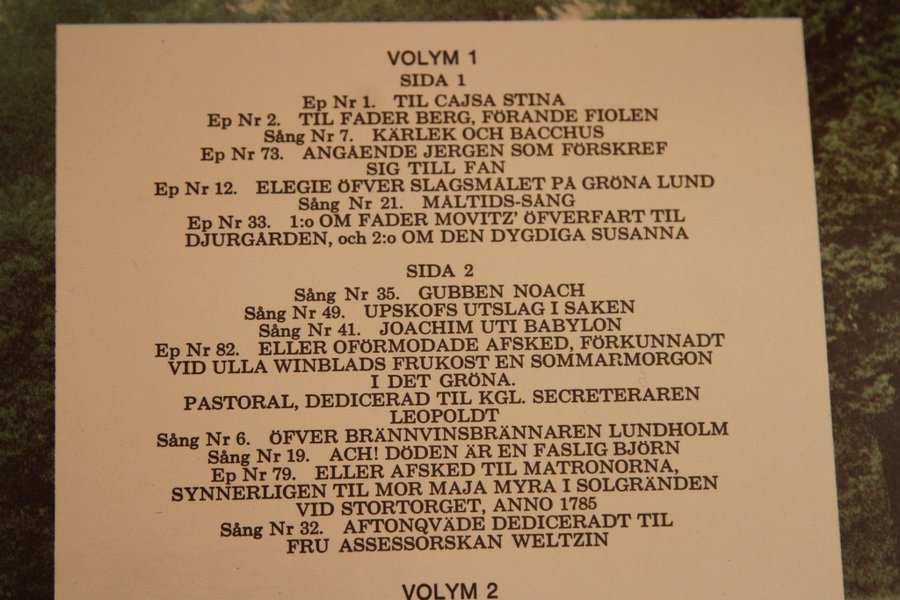 VOLYM 1
SIDA 1
Ep Nr 1. TIL CAJSA STINA
Ep Nr 2. TIL FADER BERG, FÖRANDE FIOLEN
Sång Nr 7. KÄRLEK OCH BACCHUS
Ep Nr 73. ANGAENDE JERGEN SOM FÖRSKREF
SIG TILL FAN
Ep Nr 12. ELEGIE ÖFVER SLAGSMALET PA GRÖNA LUND
Sång Nr 21. MALTIDS-SANG
Ep Nr 33. 1:o OM FADER MOVITZ' ÖFVERFART TIL
DJURGARDEN, och 2:o OM DEN DYGDIGA SUSANNA
SIDA 2
Sång Nr 35. GUBBEN NOACH
Sång Nr 49. UPSKOFS UTSLAG I SAKEN
Sång Nr 41. JOACHIM UTI BABYLON
Ep Nr 82. ELLER OFÖRMODADE AFSKED, FÖRKUNNADT
VID ULLA WINBLADS FRUKOST EN SOMMARMORGON
I DET GRÖNA.
PASTORAL, DEDICERAD TIL KGL. SECRETERAREN
LEOPOLDT
Sång Nr 6. ÖFVER BRÄNNVINSBRÄNNAREN LUNDHOLM
Sång Nr 19. ACH! DÖDEN ÄR EN FASLIG BJÖRN
Ep Nr 79. ELLER AFSKED TIL MATRONORNA,
SYNNERLIGEN TIL MOR MAJA MYRA I SOLGRÄNDEN
VID STORTORGET, ANNO 1785
Sång Nr 32. AFTONQVÄDE DEDICERADT TIL
FRU ASSESSORSKAN WELTZIN
VOLYM 2